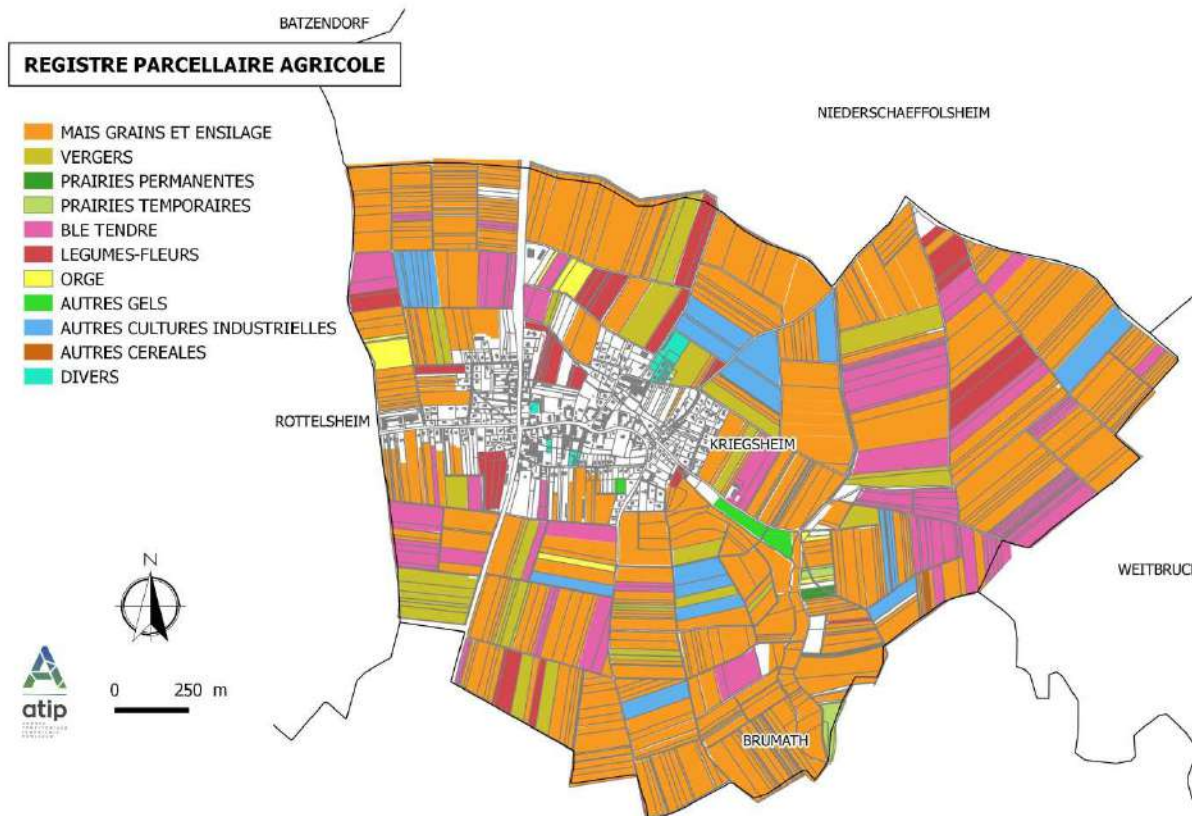 BATZENDORF
REGISTRE PARCELLAIRE AGRICOLE
NIEDERSCHAEFFOLSHEIM
MAIS GRAINS ET ENSILAGE
VERGERS
PRAIRIES PERMANENTES
PRAIRIES TEMPORAIRES
BLE TENDRE
LEGUMES-FLEURS
ORGE
AUTRES GELS
AUTRES CULTURES INDUSTRIELLES
AUTRES CEREALES
DIVERS
ROTTELSHEIM
KRIEGSHEIM
N
WEITBRUCH
atip
0 250 m
BRUMATH